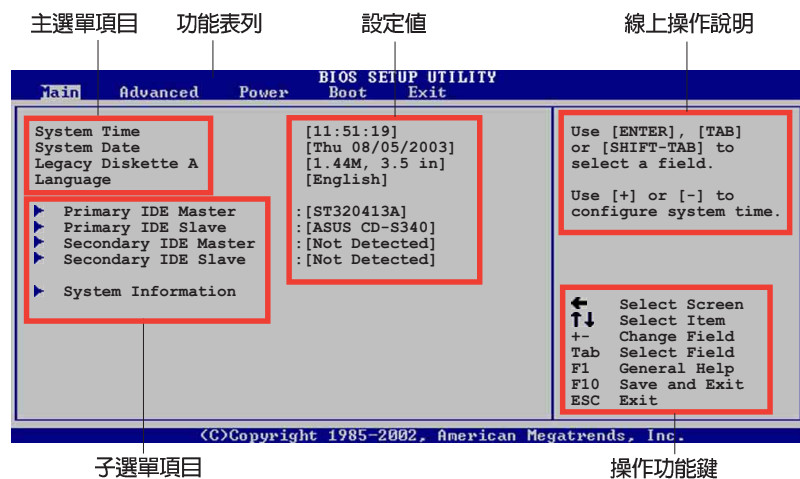 主選單項目 功能表列 設定值 線上操作說明
BIOS SETUP UTILITY
Main Advanced Power Boot Exit
System Time [11:51:19]
System Date [Thu 08/05/2003]
Legacy Diskette A [1.44M, 3.5 in]
Language [English]
Primary IDE Master :[ST320413A]
Primary IDE Slave :[ASUS CD-S340]
Secondary IDE Master :[Not Detected]
Secondary IDE Slave :[Not Detected]
System Information
Use [ENTER], [TAB]
or [SHIFT-TAB] to
select a field.
Use [+] or [-] to
configure system time.
← Select Screen
↑↓ Select Item
+- Change Field
Tab Select Field
F1 General Help
F10 Save and Exit
ESC Exit
(C)Copyright 1985-2002, American Megatrends, Inc.
子選單項目 操作功能鍵